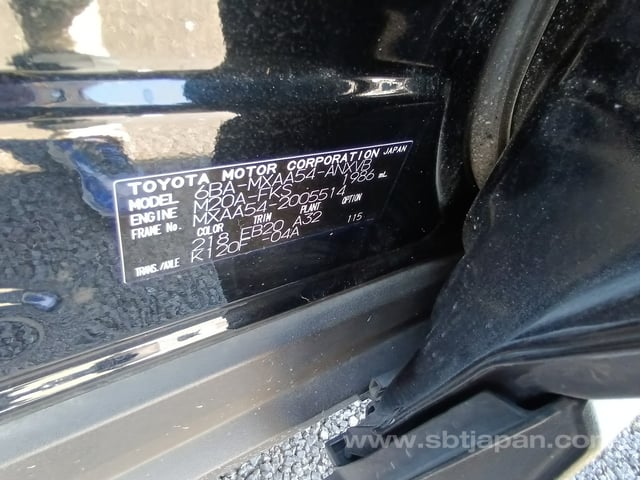 TOYOTA MOTOR CORPORATION JAPAN
MODEL 6BA-MXAA54-ANXVB
ENGINE M20A-FKS 1986 mL
FRAME No. MXAA54-2005514
COLOR TRIM PLANT OPTION
218 EB20 A32 115
TRANS./AXLE K120F -04A
www.sbtjapan.com